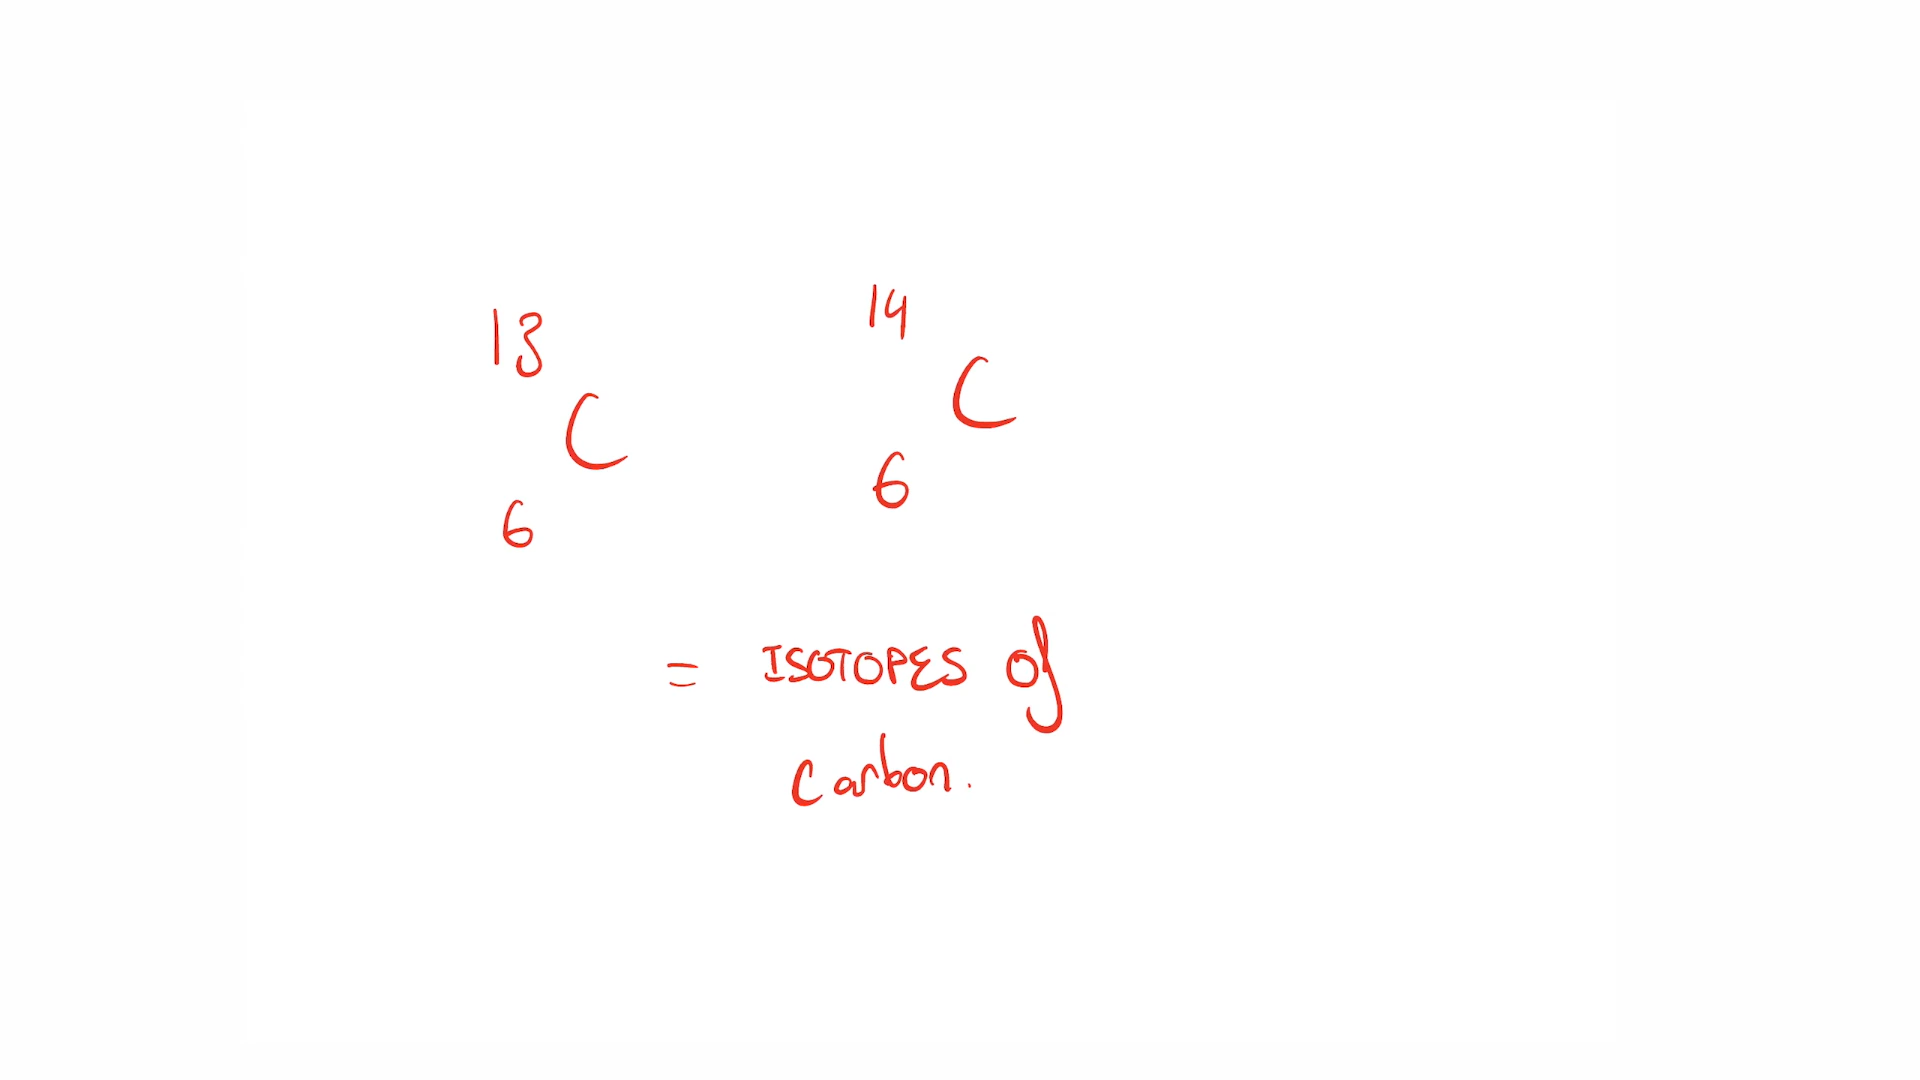 13 14
C C
6 6
= ISOTOPES of
Carbon.